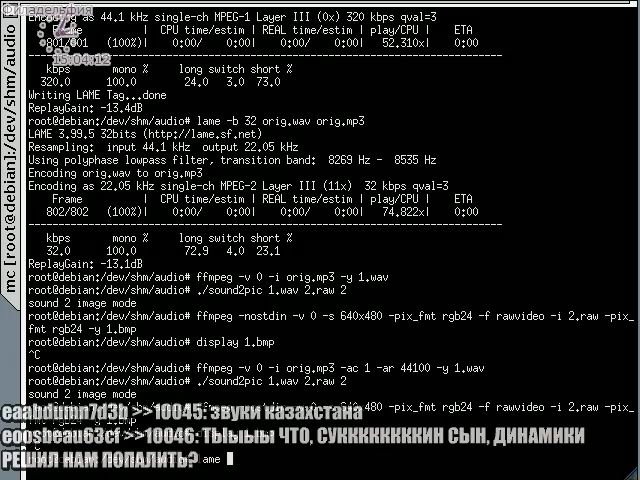 Филадельфия
15:04:12
mc [root@debian]:/dev/shm/audio
Encoding as 44.1 kHz single-ch MPEG-1 Layer III (0x) 320 kbps qval=3
| CPU time/estim | REAL time/estim | play/CPU | ETA
801/801 (100%)| 0:00/ 0:00| 0:00/ 0:00| 52.310x| 0:00
kbps mono % long switch short %
320.0 100.0 24.0 3.0 73.0
Writing LAME Tag...done
ReplayGain: -13.4dB
root@debian:/dev/shm/audio# lame -b 32 orig.wav orig.mp3
LAME 3.99.5 32bits (http://lame.sf.net)
Resampling: input 44.1 kHz output 22.05 kHz
Using polyphase lowpass filter, transition band: 8269 Hz - 8535 Hz
Encoding orig.wav to orig.mp3
Encoding as 22.05 kHz single-ch MPEG-2 Layer III (11x) 32 kbps qval=3
Frame | CPU time/estim | REAL time/estim | play/CPU | ETA
802/802 (100%)| 0:00/ 0:00| 0:00/ 0:00| 74.822x| 0:00
kbps mono % long switch short %
32.0 100.0 72.9 4.0 23.1
ReplayGain: -13.1dB
root@debian:/dev/shm/audio# ffmpeg -v 0 -i orig.mp3 -y 1.wav
root@debian:/dev/shm/audio# ./sound2pic 1.wav 2.raw 2
sound 2 image mode
root@debian:/dev/shm/audio# ffmpeg -nostdin -v 0 -s 640x480 -pix_fmt rgb24 -f rawvideo -i 2.raw -pix_
fmt rgb24 -y 1.bmp
root@debian:/dev/shm/audio# display 1.bmp
^C
root@debian:/dev/shm/audio# ffmpeg -v 0 -i orig.mp3 -ac 1 -ar 44100 -y 1.wav
root@debian:/dev/shm/audio# ./sound2pic 1.wav 2.raw 2
sound 2 image mode
root@debian:/dev/shm/audio# ffmpeg -nostdin -v 0 -s 640x480 -pix_fmt rgb24 -f rawvideo -i 2.raw -pix_
>>10045: звуки казахстана
>>10046: ТЫыыыы ЧТО, СУККККККККИН СЫН, ДИНАМИКИ
РЕШИЛ НАМ ПОПАЛИТЬ?
lame